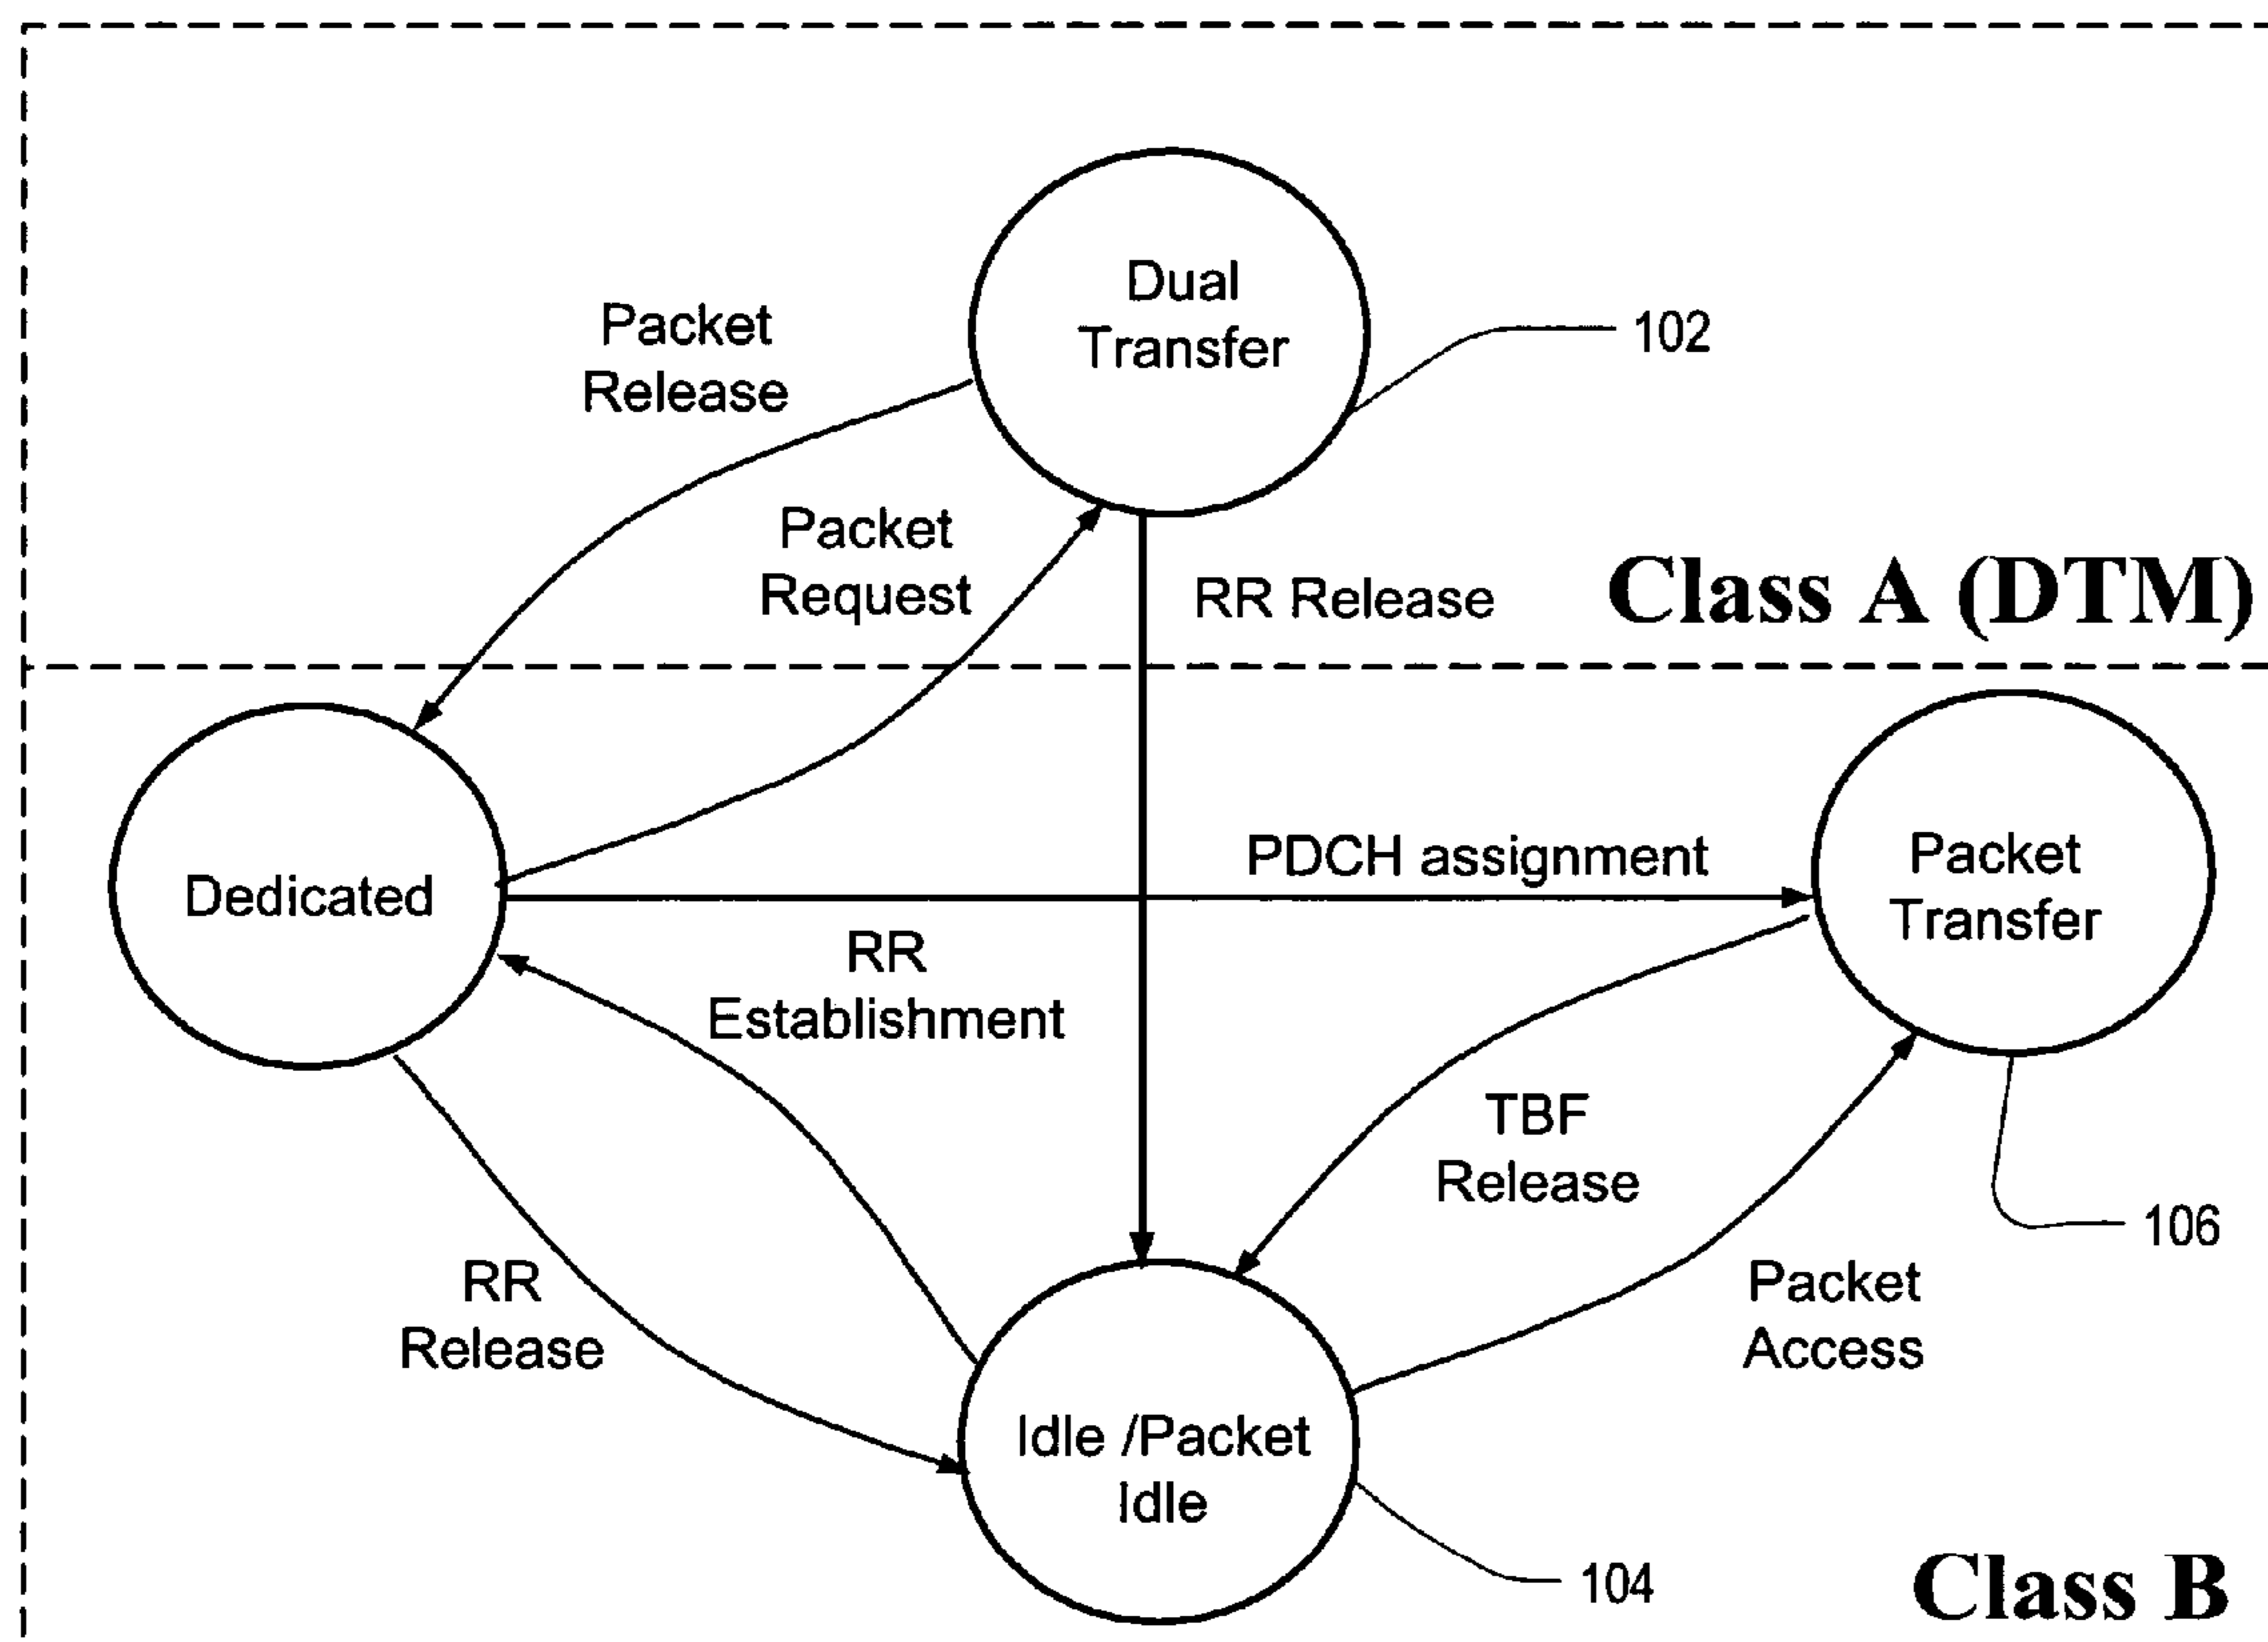 Dual
Transfer
102
Packet
Release
Packet
Request
RR Release
Class A (DTM)
Dedicated
PDCH assignment
Packet
Transfer
RR
Establishment
TBF
Release
106
RR
Release
Packet
Access
Idle /Packet
Idle
104
Class B